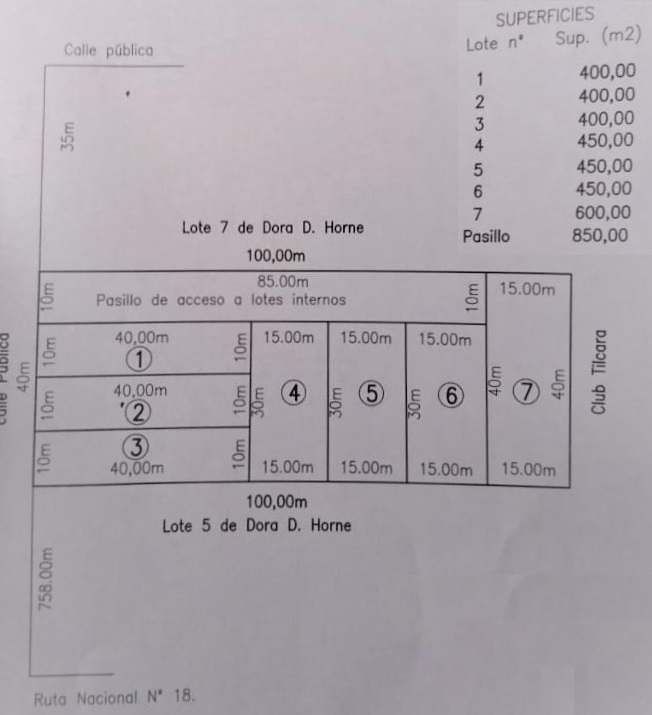 SUPERFICIES
Lote n° Sup. (m2)
1 400,00
2 400,00
3 400,00
4 450,00
5 450,00
6 450,00
7 600,00
Pasillo 850,00
Calle pública
35m
Lote 7 de Dora D. Horne
100,00m
85.00m
15.00m
10m
Pasillo de acceso a lotes internos
10m
Calle Pública
40m
40,00m
15.00m
15.00m
15.00m
10m
1
10m
40,00m
10m
2
10m
30m
4
30m
5
30m
6
40m
7
40m
Club Tilcara
10m
3
10m
40,00m
15.00m
15.00m
15.00m
15.00m
100,00m
Lote 5 de Dora D. Horne
758.00m
Ruta Nacional N° 18.